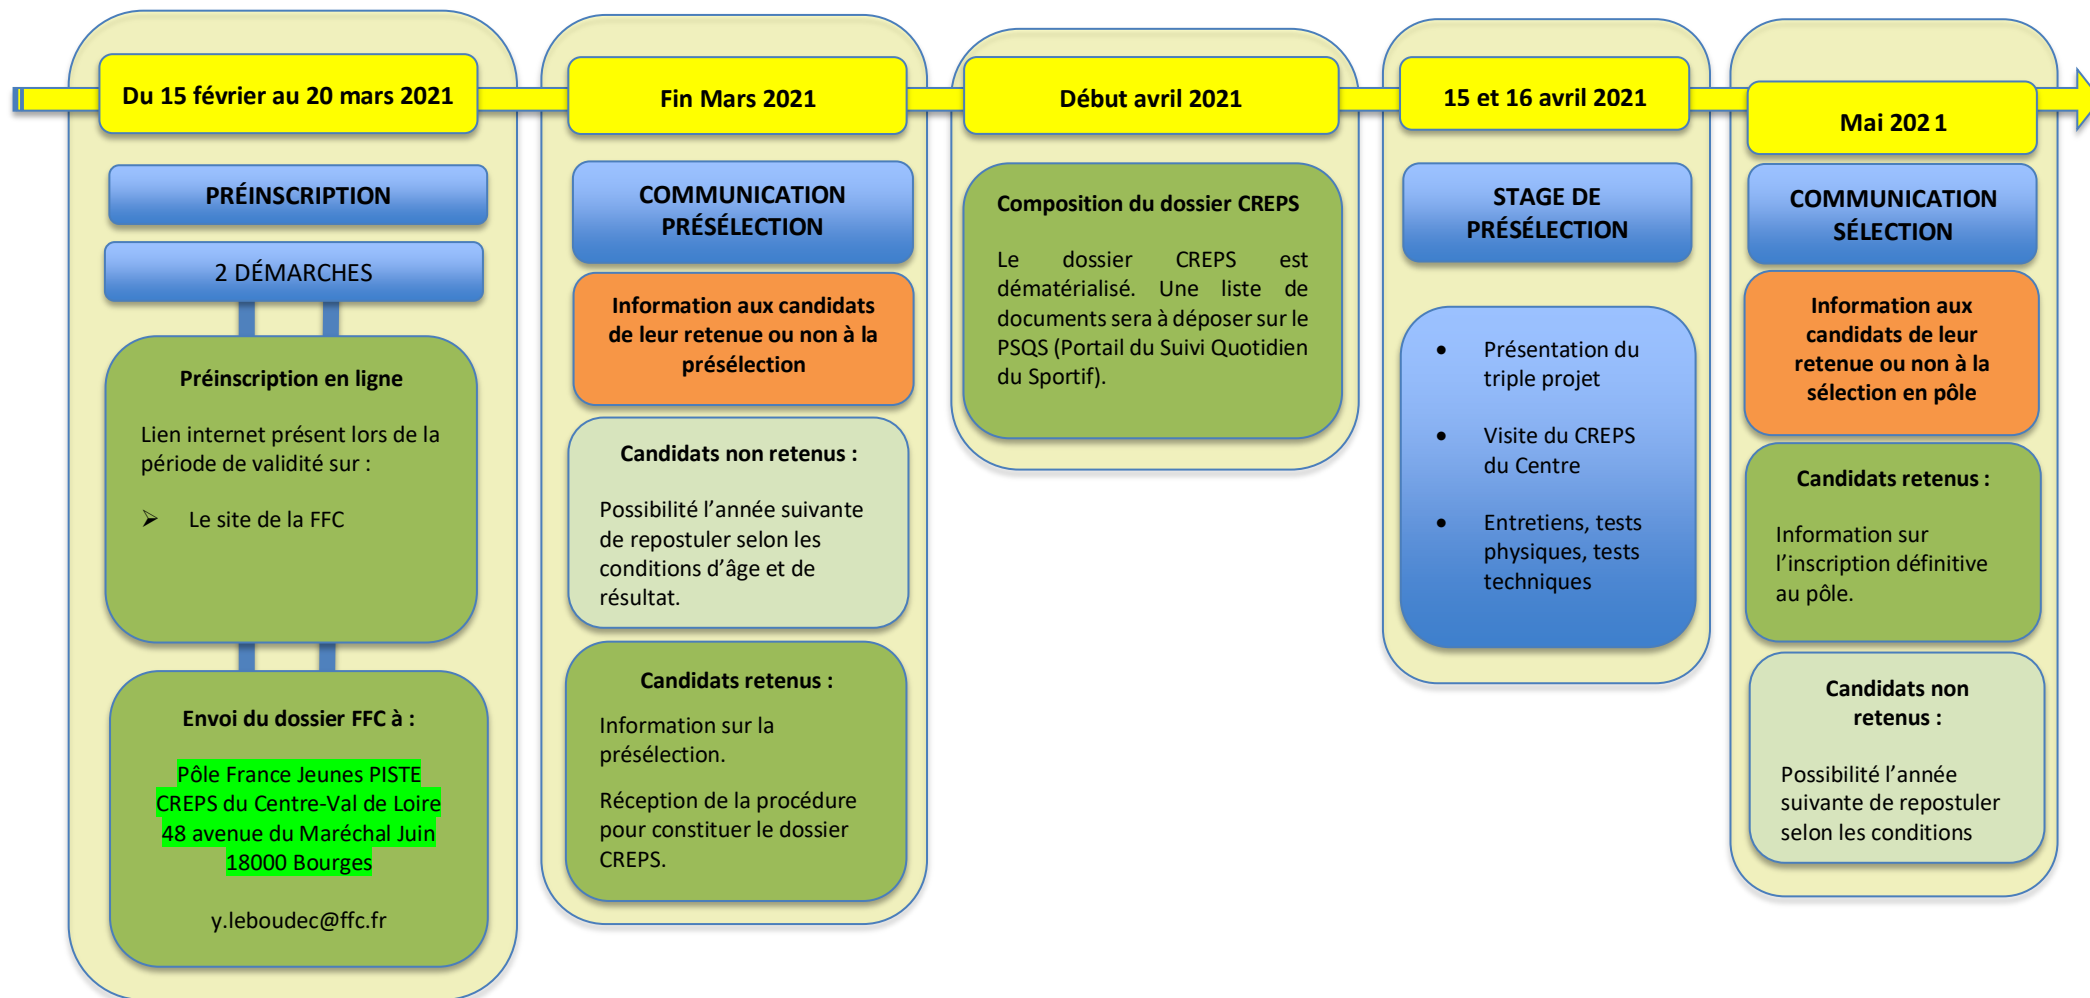 Du 15 février au 20 mars 2021
PRÉINSCRIPTION
2 DÉMARCHES
Préinscription en ligne
Lien internet présent lors de la
période de validité sur :
➢ Le site de la FFC
Envoi du dossier FFC à :
Pôle France Jeunes PISTE
CREPS du Centre-Val de Loire
48 avenue du Maréchal Juin
18000 Bourges
y.leboudec@ffc.fr
Fin Mars 2021
COMMUNICATION
PRÉSÉLECTION
Information aux candidats
de leur retenue ou non à la
présélection
Candidats non retenus :
Possibilité l’année suivante
de repostuler selon les
conditions d’âge et de
résultat.
Candidats retenus :
Information sur la
présélection.
Réception de la procédure
pour constituer le dossier
CREPS.
Début avril 2021
Composition du dossier CREPS
Le dossier CREPS est
dématérialisé. Une liste de
documents sera à déposer sur le
PSQS (Portail du Suivi Quotidien
du Sportif).
15 et 16 avril 2021
STAGE DE
PRÉSÉLECTION
• Présentation du
triple projet
• Visite du CREPS
du Centre
• Entretiens, tests
physiques, tests
techniques
Mai 2021
COMMUNICATION
SÉLECTION
Information aux
candidats de leur
retenue ou non à la
sélection en pôle
Candidats retenus :
Information sur
l’inscription définitive
au pôle.
Candidats non
retenus :
Possibilité l’année
suivante de repostuler
selon les conditions